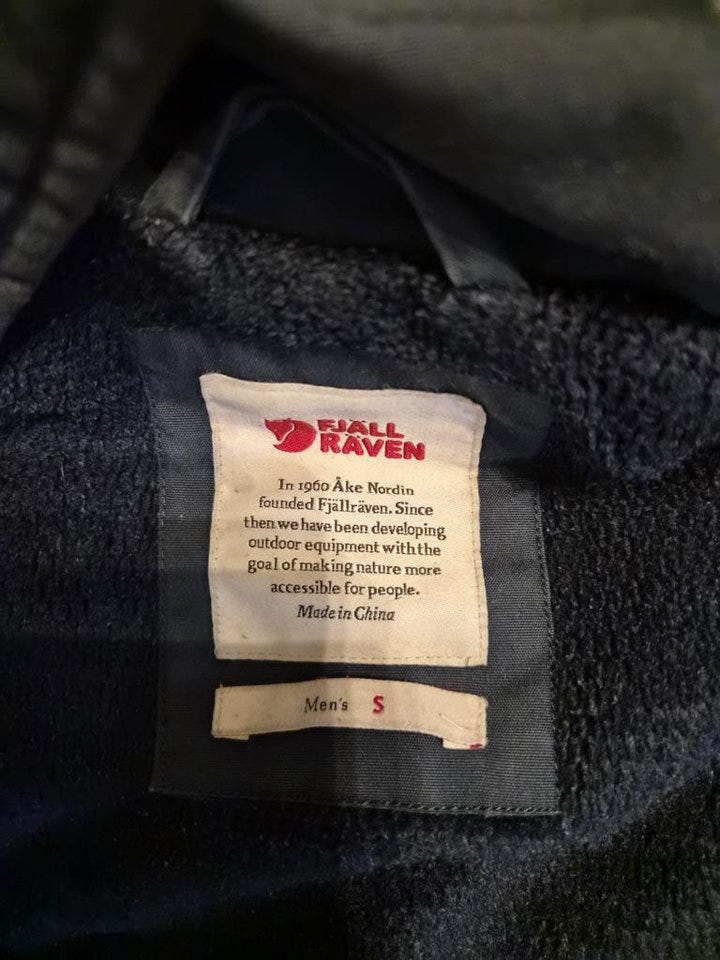 FJÄLL
RÄVEN
In 1960 Åke Nordin
founded Fjällräven. Since
then we have been developing
outdoor equipment with the
goal of making nature more
accessible for people.
Made in China
Men's S